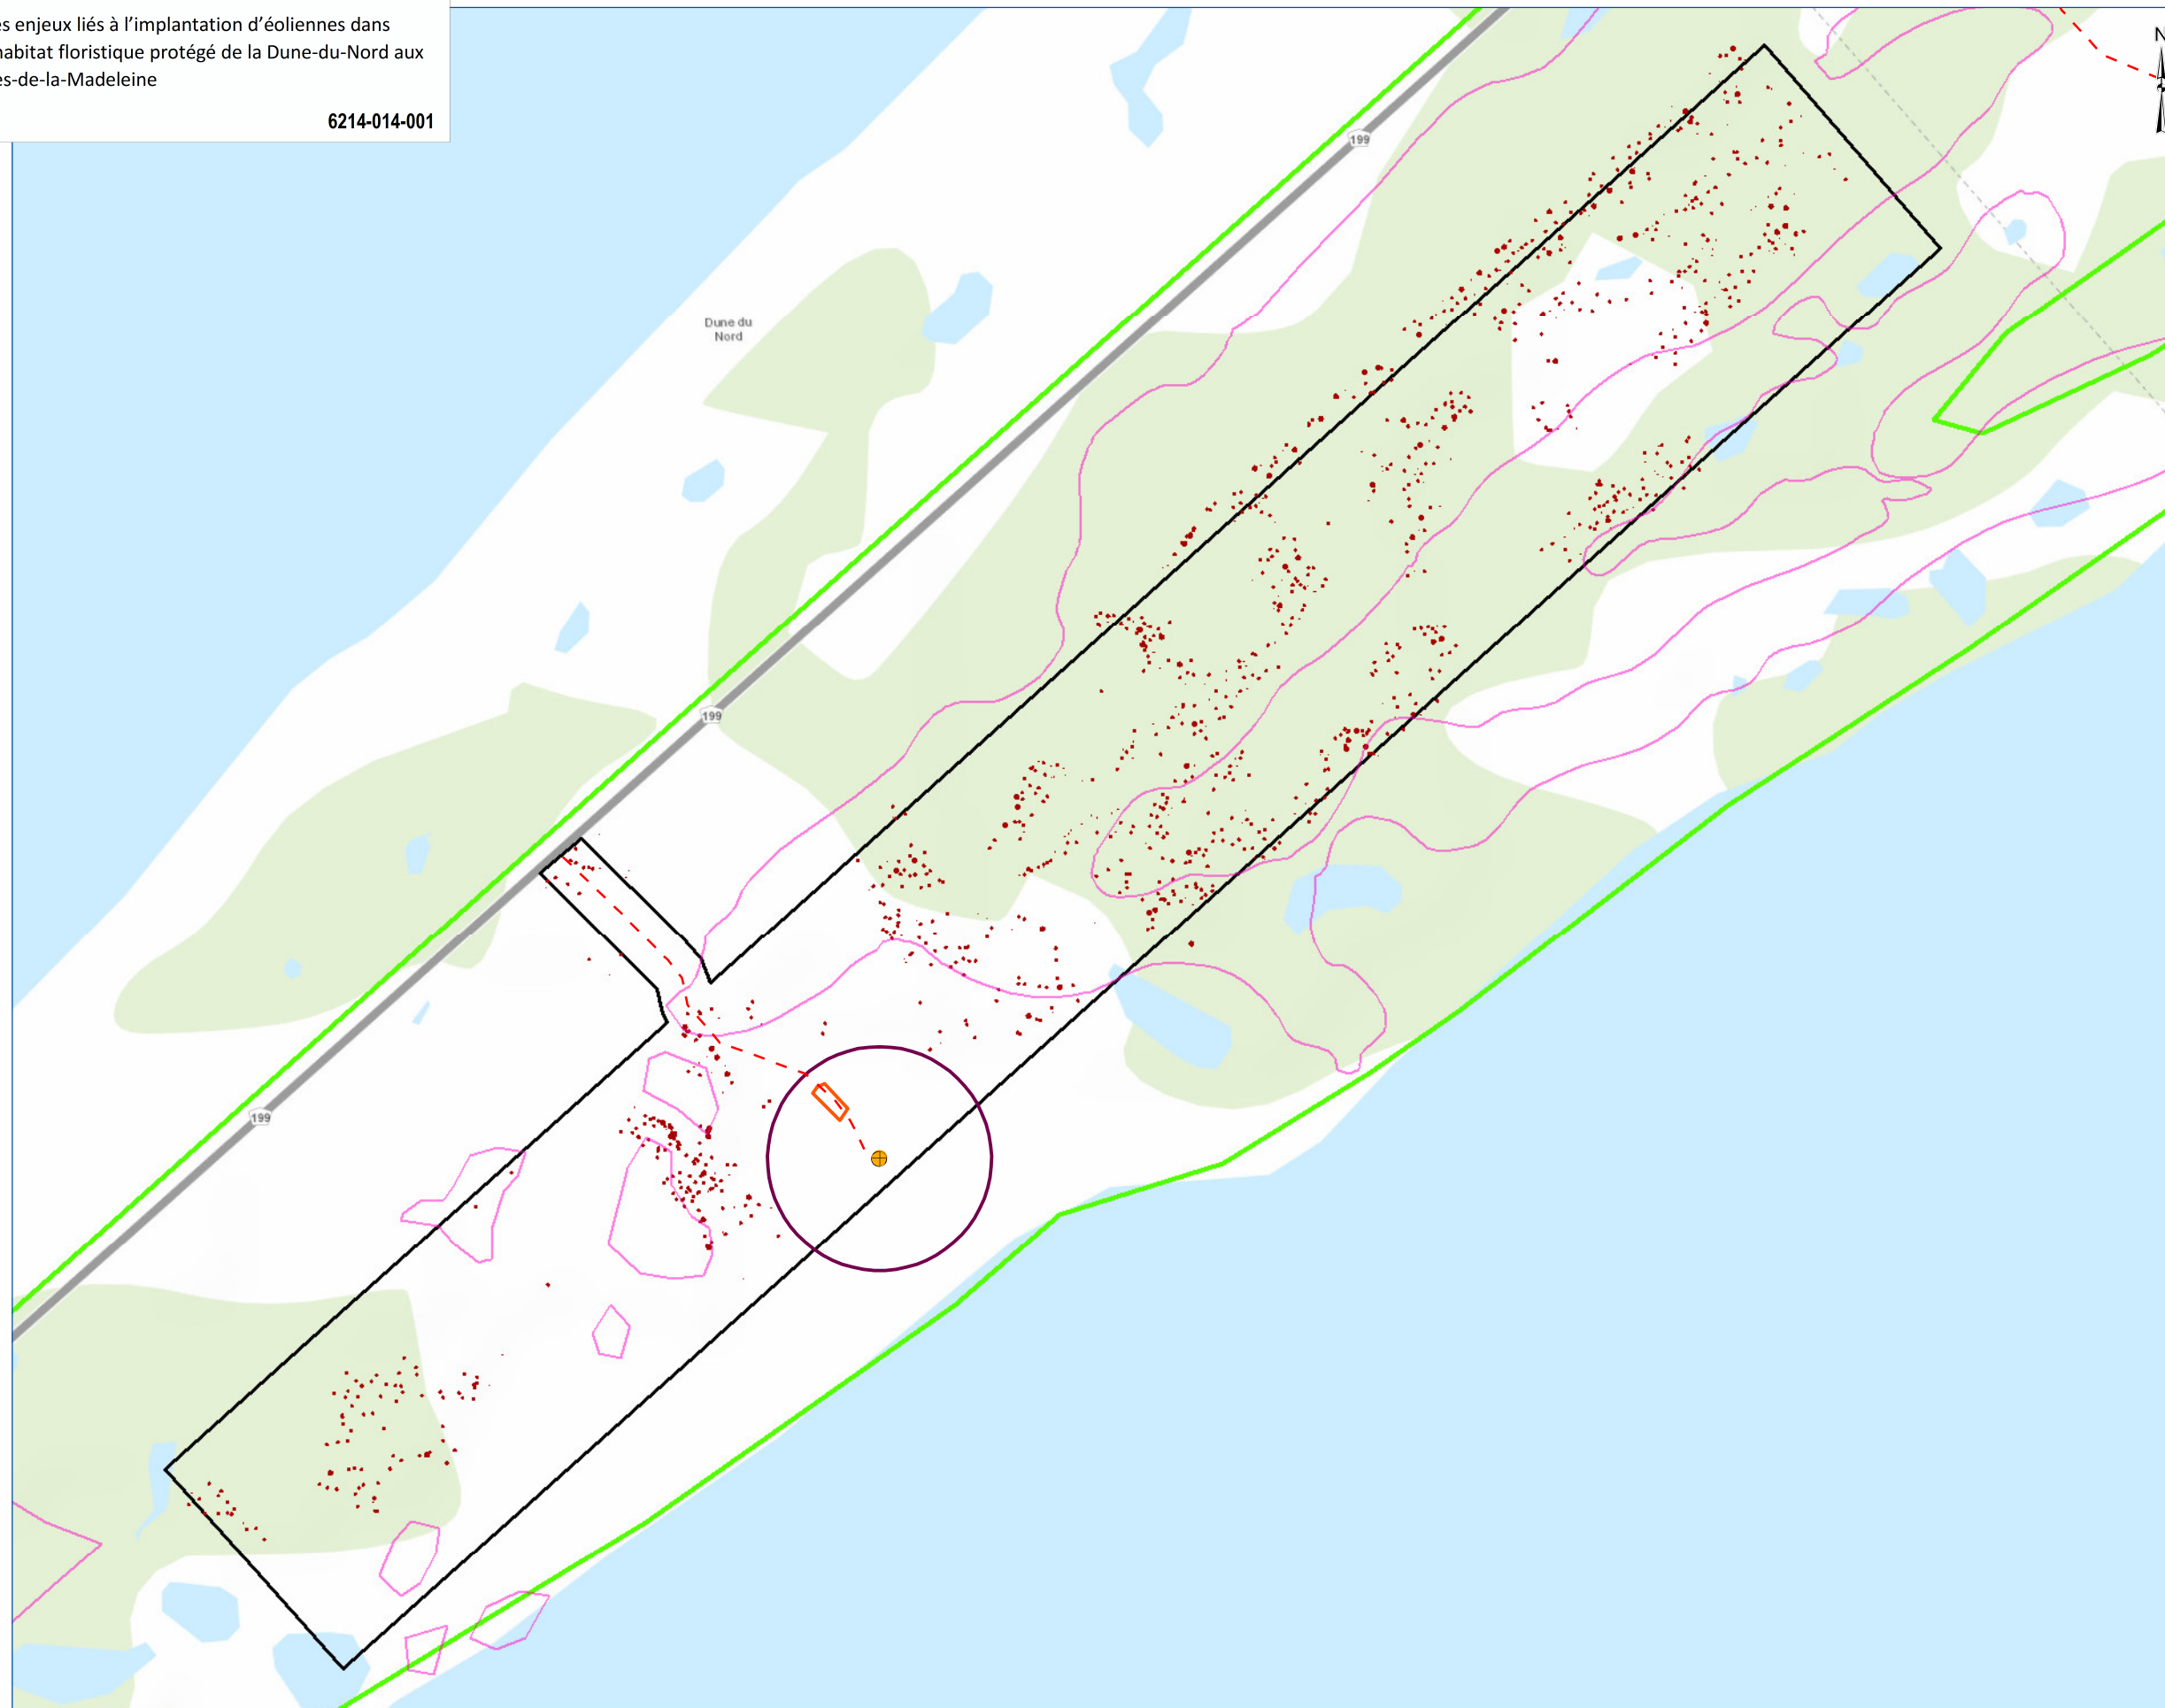 es enjeux liés à l'implantation d'éoliennes dans
habitat floristique protégé de la Dune-du-Nord aux
es-de-la-Madeleine
6214-014-001
N
199
Dune du
Nord
199
199